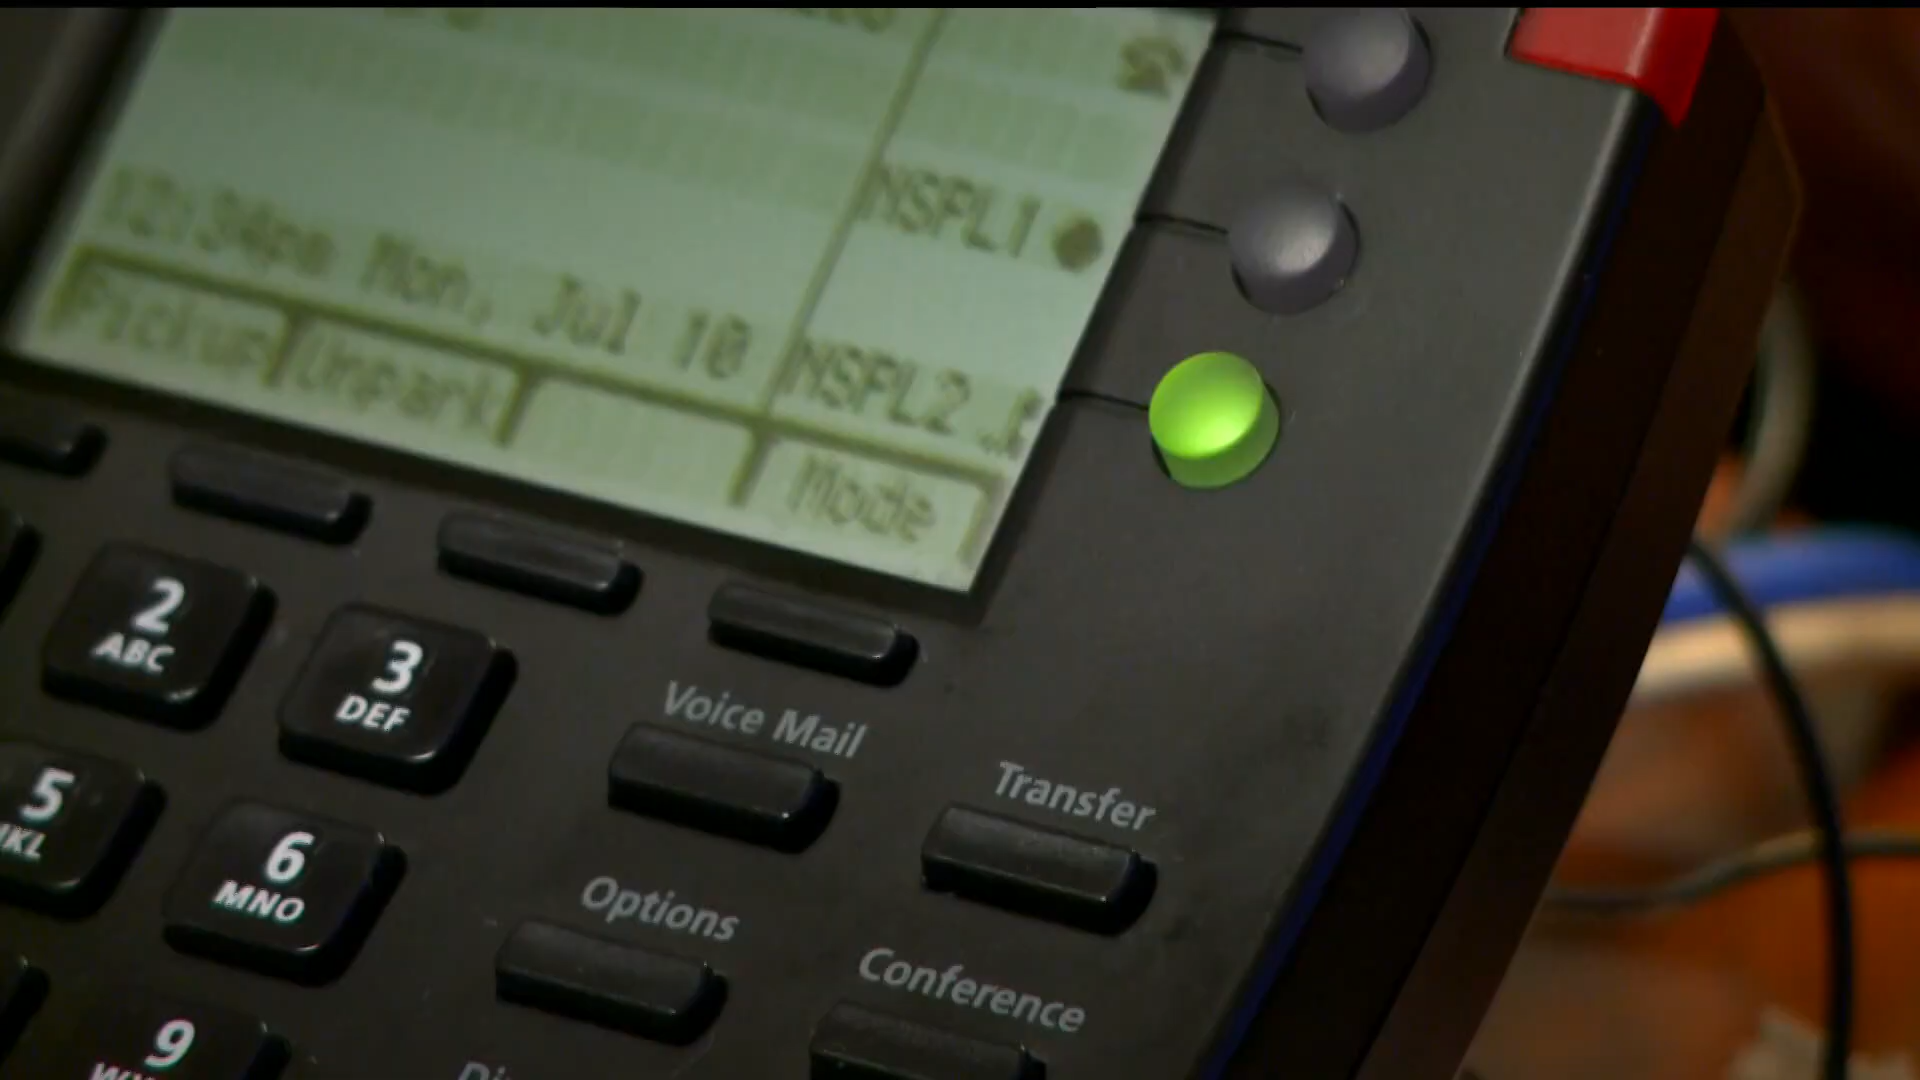 NSPL1
12:34pm Mon, Jul 10
NSPL2
Pickup Unpark Mode
2
ABC
3
DEF
Voice Mail
5
Transfer
6
MNO
Options
Conference
9